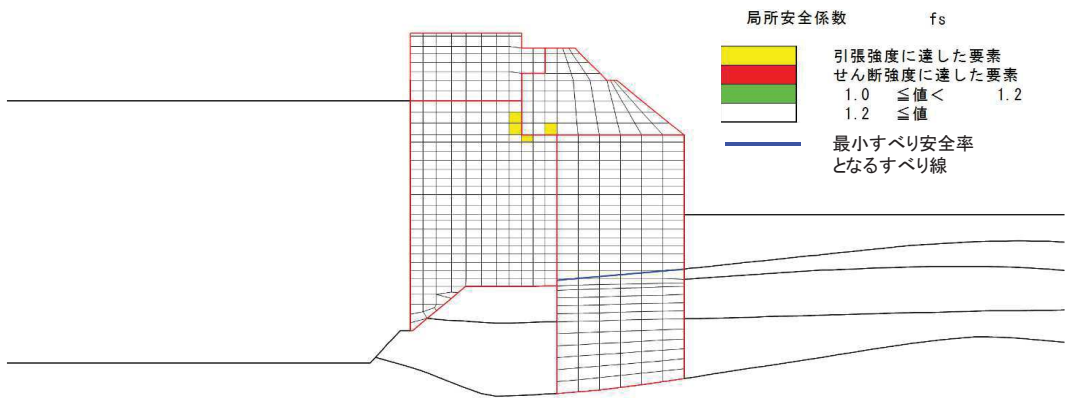 局所安全係数 fs
引張強度に達した要素
せん断強度に達した要素
1.0 ≦値< 1.2
1.2 ≦値
最小すべり安全率
となるすべり線